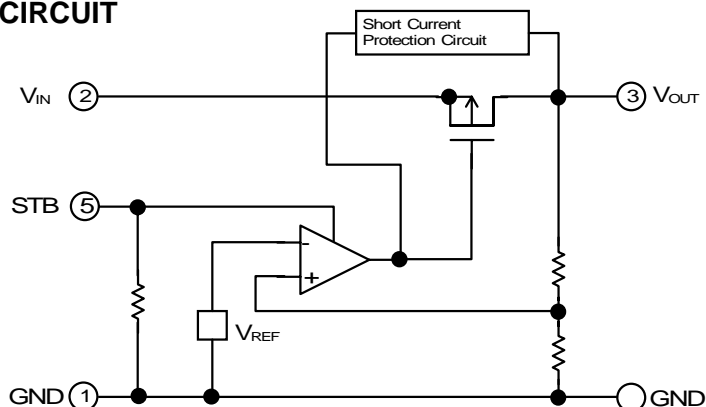 CIRCUIT
Short Current
Protection Circuit
VIN 2
3 VOUT
STB 5
-
+
VREF
GND 1
GND